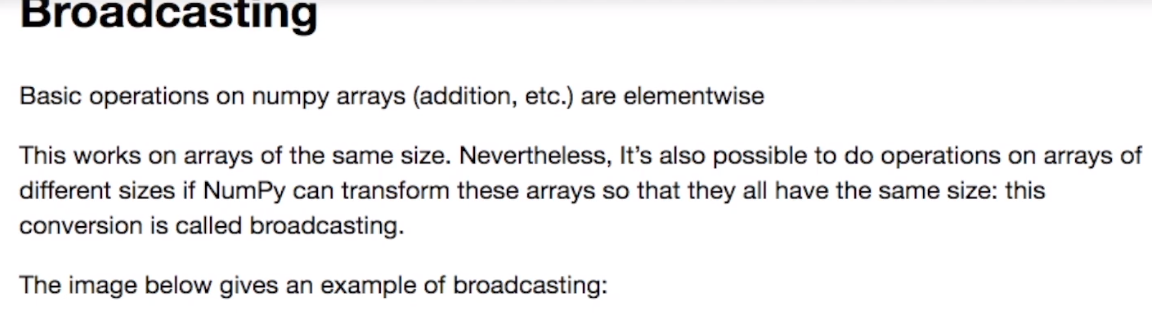 Broadcasting
Basic operations on numpy arrays (addition, etc.) are elementwise
This works on arrays of the same size. Nevertheless, It’s also possible to do operations on arrays of
different sizes if NumPy can transform these arrays so that they all have the same size: this
conversion is called broadcasting.
The image below gives an example of broadcasting: